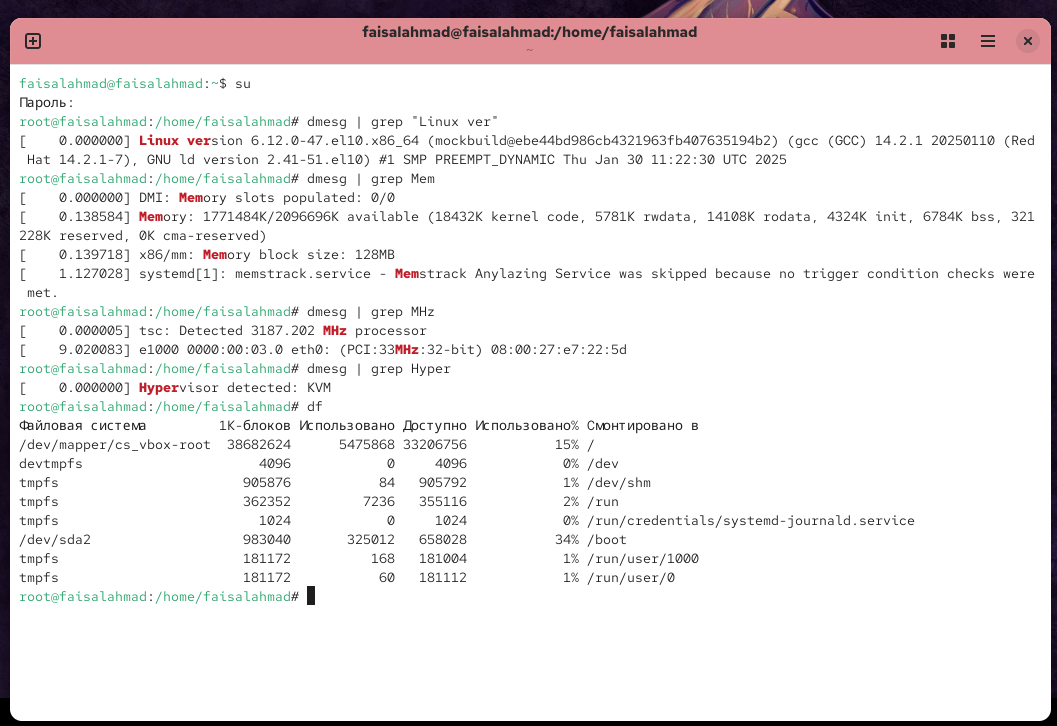 faisalahmad@faisalahmad:/home/faisalahmad
~
faisalahmad@faisalahmad:~$ su
Пароль:
root@faisalahmad:/home/faisalahmad# dmesg | grep "Linux ver"
[    0.000000] Linux version 6.12.0-47.el10.x86_64 (mockbuild@ebe44bd986cb4321963fb407635194b2) (gcc (GCC) 14.2.1 20250110 (Red
 Hat 14.2.1-7), GNU ld version 2.41-51.el10) #1 SMP PREEMPT_DYNAMIC Thu Jan 30 11:22:30 UTC 2025
root@faisalahmad:/home/faisalahmad# dmesg | grep Mem
[    0.000000] DMI: Memory slots populated: 0/0
[    0.138584] Memory: 1771484K/2096696K available (18432K kernel code, 5781K rwdata, 14108K rodata, 4324K init, 6784K bss, 321
228K reserved, 0K cma-reserved)
[    0.139718] x86/mm: Memory block size: 128MB
[    1.127028] systemd[1]: memstrack.service - Memstrack Anylazing Service was skipped because no trigger condition checks were
 met.
root@faisalahmad:/home/faisalahmad# dmesg | grep MHz
[    0.000005] tsc: Detected 3187.202 MHz processor
[    9.020083] e1000 0000:00:03.0 eth0: (PCI:33MHz:32-bit) 08:00:27:e7:22:5d
root@faisalahmad:/home/faisalahmad# dmesg | grep Hyper
[    0.000000] Hypervisor detected: KVM
root@faisalahmad:/home/faisalahmad# df
Файловая система         1K-блоков Использовано Доступно Использовано% Cмонтировано в
/dev/mapper/cs_vbox-root  38682624      5475868 33206756           15% /
devtmpfs                      4096            0     4096            0% /dev
tmpfs                       905876           84   905792            1% /dev/shm
tmpfs                       362352         7236   355116            2% /run
tmpfs                         1024            0     1024            0% /run/credentials/systemd-journald.service
/dev/sda2                   983040       325012   658028           34% /boot
tmpfs                       181172          168   181004            1% /run/user/1000
tmpfs                       181172           60   181112            1% /run/user/0
root@faisalahmad:/home/faisalahmad#